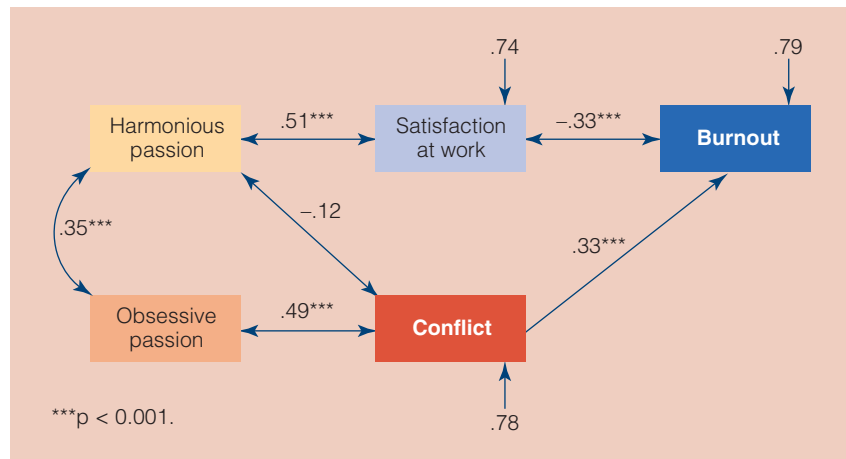 .74
.79
Harmonious
passion
.51***
Satisfaction
at work
–.33***
Burnout
.35***
–.12
.33***
Obsessive
passion
.49***
Conflict
***p < 0.001.
.78